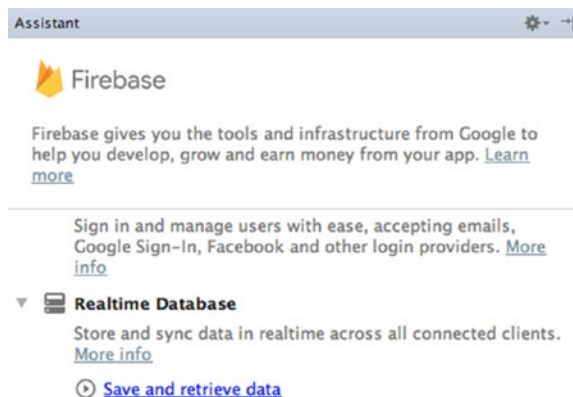 Assistant
Firebase
Firebase gives you the tools and infrastructure from Google to
help you develop, grow and earn money from your app. Learn
more
Sign in and manage users with ease, accepting emails,
Google Sign-In, Facebook and other login providers. More
info
Realtime Database
Store and sync data in realtime across all connected clients.
More info
Save and retrieve data